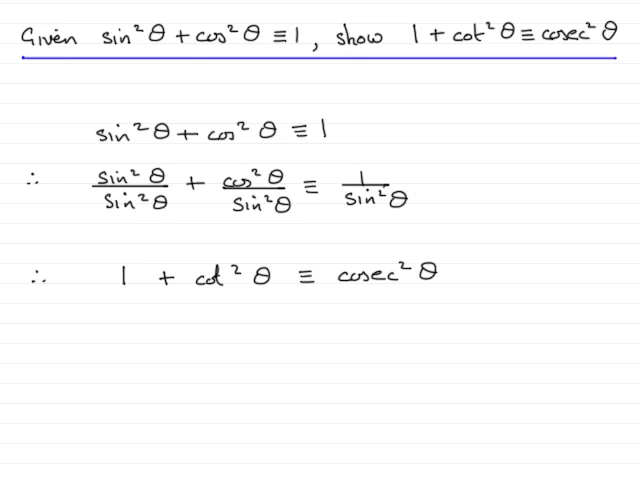 Given sin²θ + cos²θ ≡ 1, show 1 + cot²θ ≡ cosec²θ
sin²θ + cos²θ ≡ 1
∴ sin²θ/sin²θ + cos²θ/sin²θ ≡ 1/sin²θ
∴ 1 + cot²θ ≡ cosec²θ